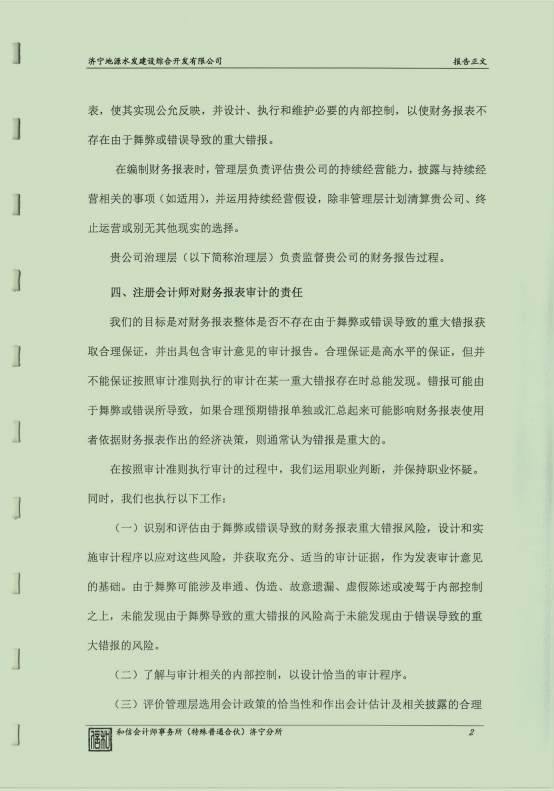 济宁地源水发建设综合开发有限公司 报告正文
表，使其实现公允反映，并设计、执行和维护必要的内部控制，以使财务报表不
存在由于舞弊或错误导致的重大错报。
在编制财务报表时，管理层负责评估贵公司的持续经营能力，披露与持续经
营相关的事项（如适用），并运用持续经营假设，除非管理层计划清算贵公司、终
止运营或别无其他现实的选择。
贵公司治理层（以下简称治理层）负责监督贵公司的财务报告过程。
四、注册会计师对财务报表审计的责任
我们的目标是对财务报表整体是否不存在由于舞弊或错误导致的重大错报获
取合理保证，并出具包含审计意见的审计报告。合理保证是高水平的保证，但并
不能保证按照审计准则执行的审计在某一重大错报存在时总能发现。错报可能由
于舞弊或错误所导致，如果合理预期错报单独或汇总起来可能影响财务报表使用
者依据财务报表作出的经济决策，则通常认为错报是重大的。
在按照审计准则执行审计的过程中，我们运用职业判断，并保持职业怀疑。
同时，我们也执行以下工作：
（一）识别和评估由于舞弊或错误导致的财务报表重大错报风险，设计和实
施审计程序以应对这些风险，并获取充分、适当的审计证据，作为发表审计意见
的基础。由于舞弊可能涉及串通、伪造、故意遗漏、虚假陈述或凌驾于内部控制
之上，未能发现由于舞弊导致的重大错报的风险高于未能发现由于错误导致的重
大错报的风险。
（二）了解与审计相关的内部控制，以设计恰当的审计程序。
（三）评价管理层选用会计政策的恰当性和作出会计估计及相关披露的合理
和信会计师事务所（特殊普通合伙）济宁分所 2